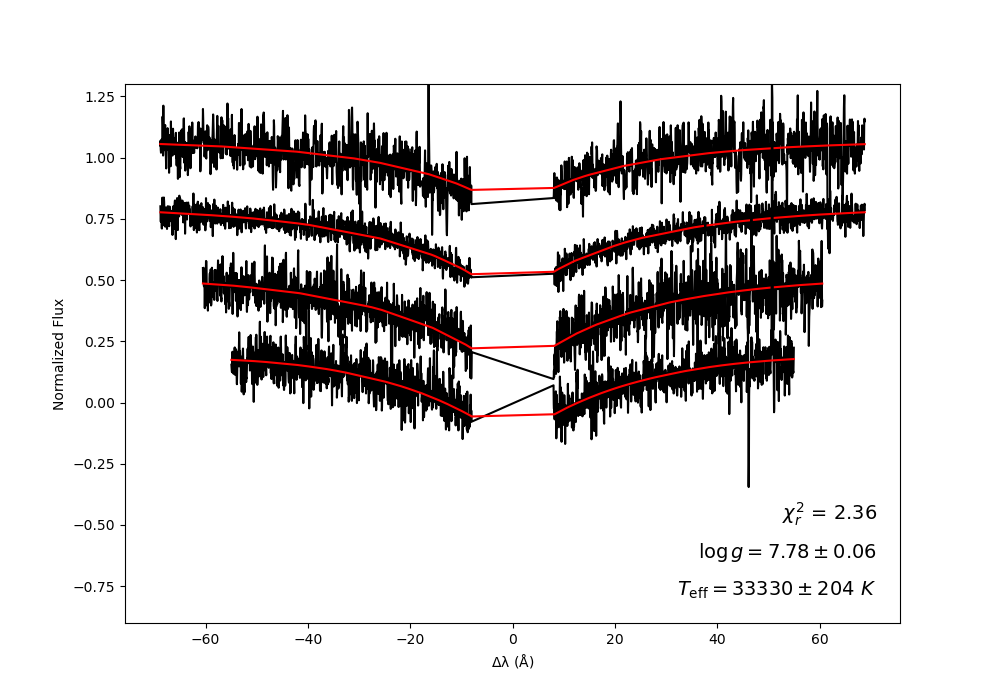 1.25
1.00
0.75
0.50
0.25
0.00
−0.25
−0.50
−0.75
Normalized Flux
χ_r^2 = 2.36
log g = 7.78 ± 0.06
T_eff = 33330 ± 204 K
−60 −40 −20 0 20 40 60
Δλ (Å)